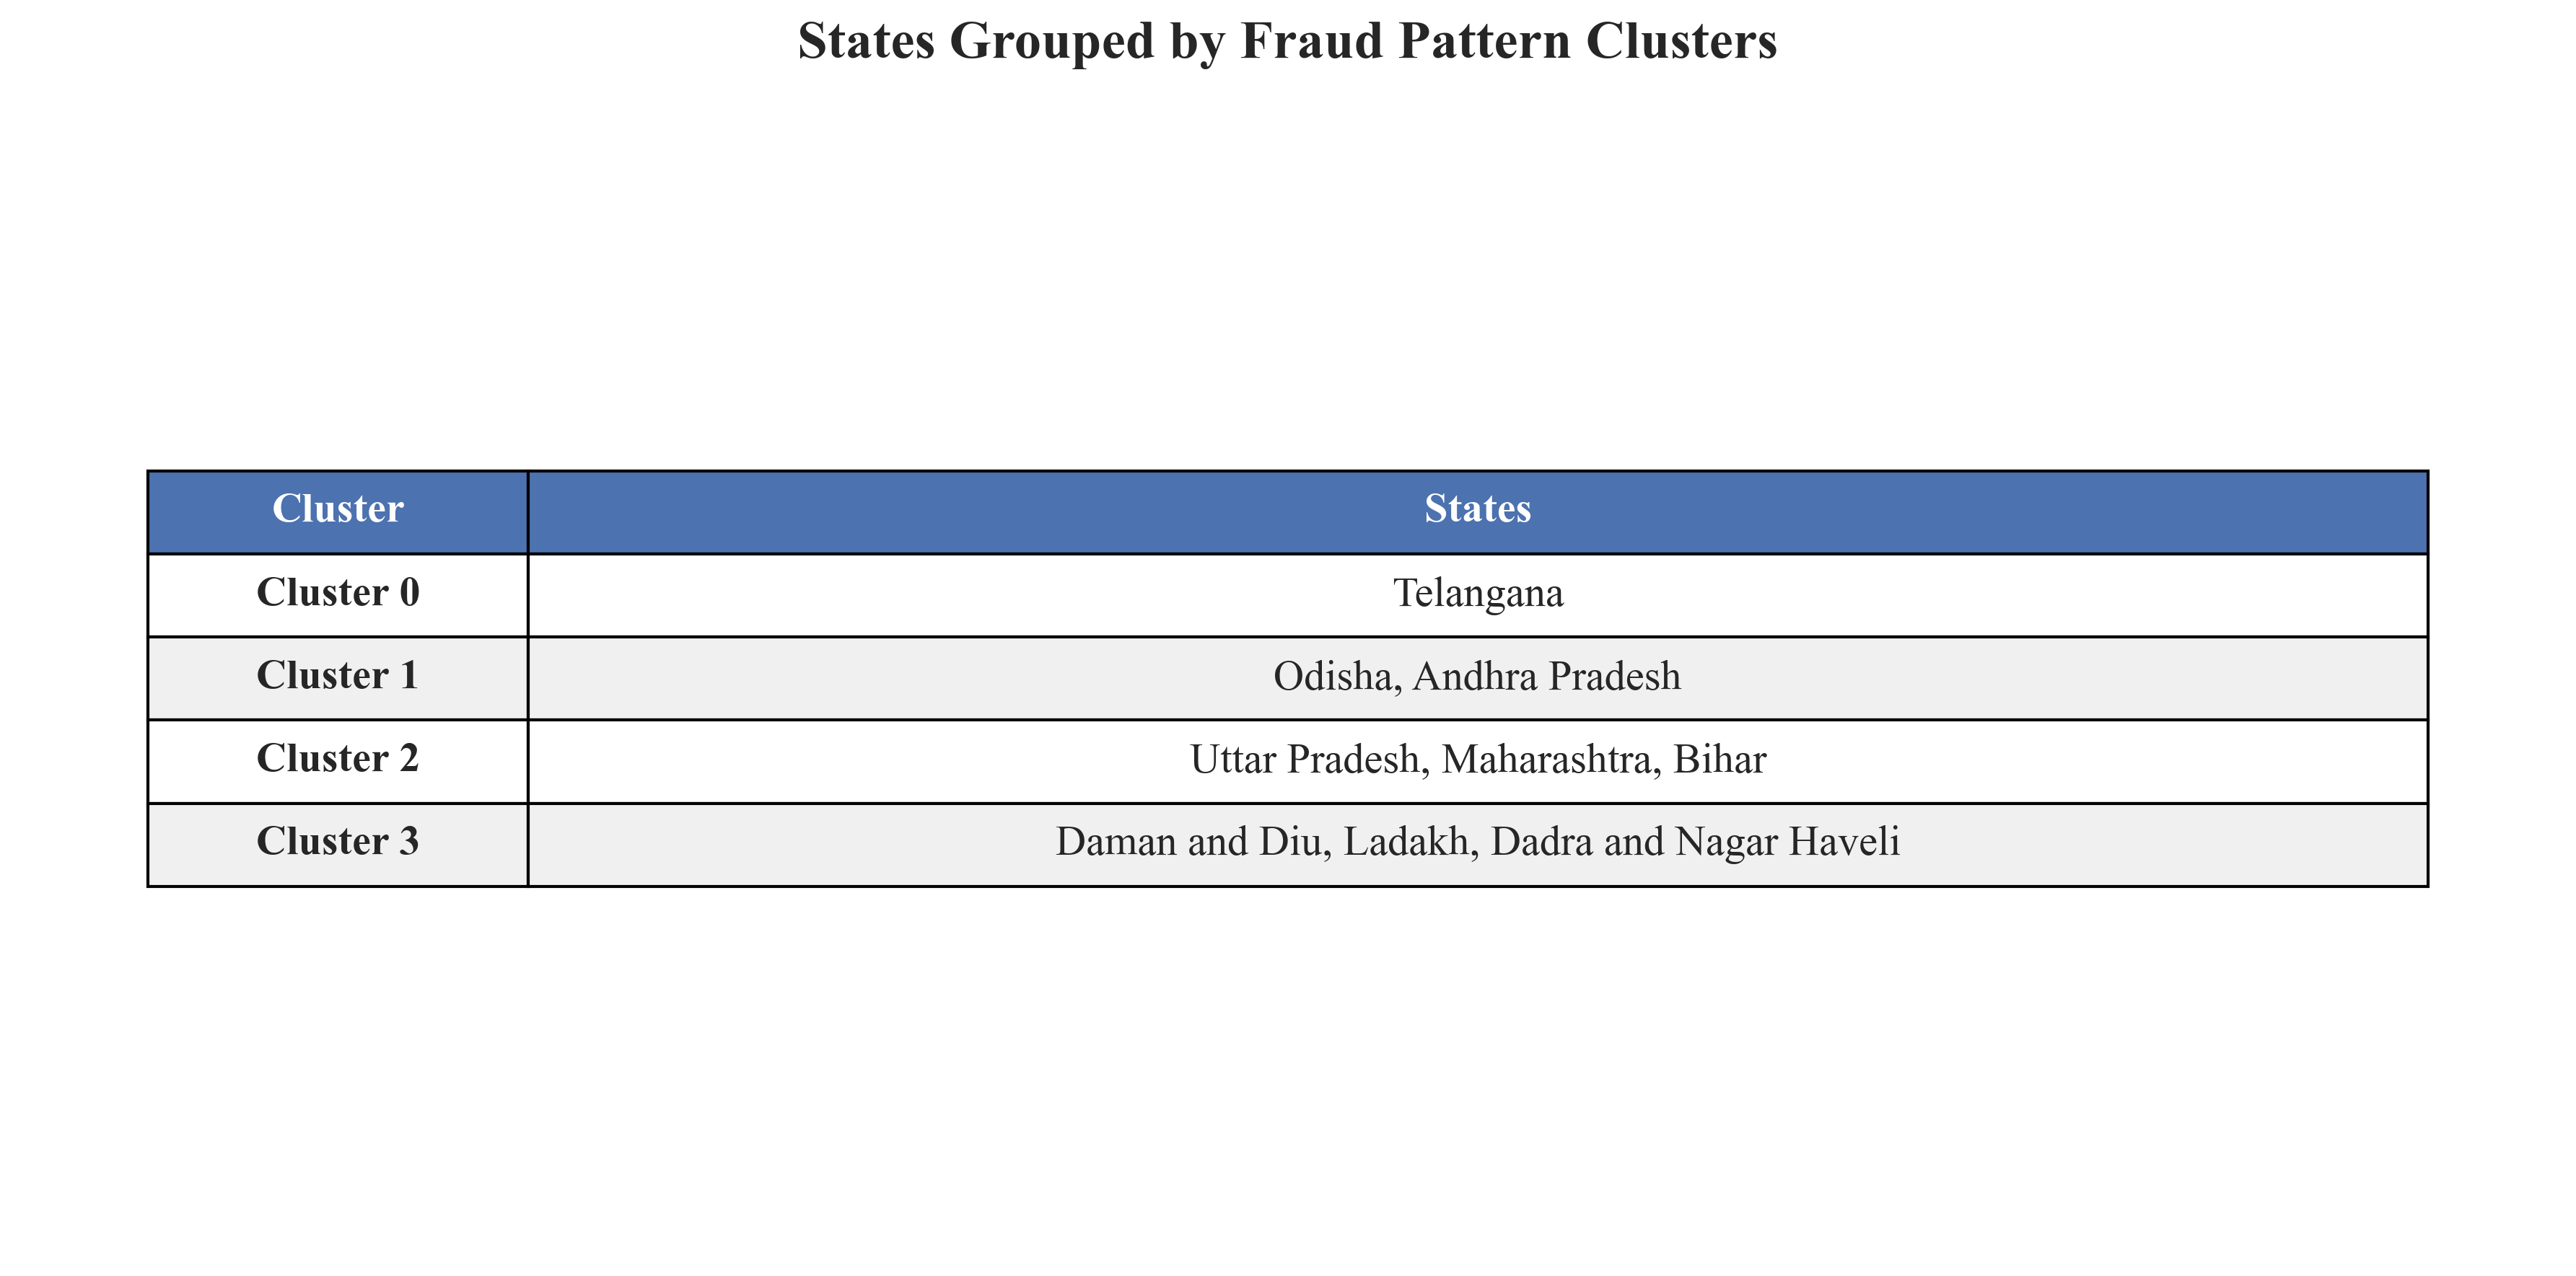 States Grouped by Fraud Pattern Clusters
Cluster States
Cluster 0 Telangana
Cluster 1 Odisha, Andhra Pradesh
Cluster 2 Uttar Pradesh, Maharashtra, Bihar
Cluster 3 Daman and Diu, Ladakh, Dadra and Nagar Haveli